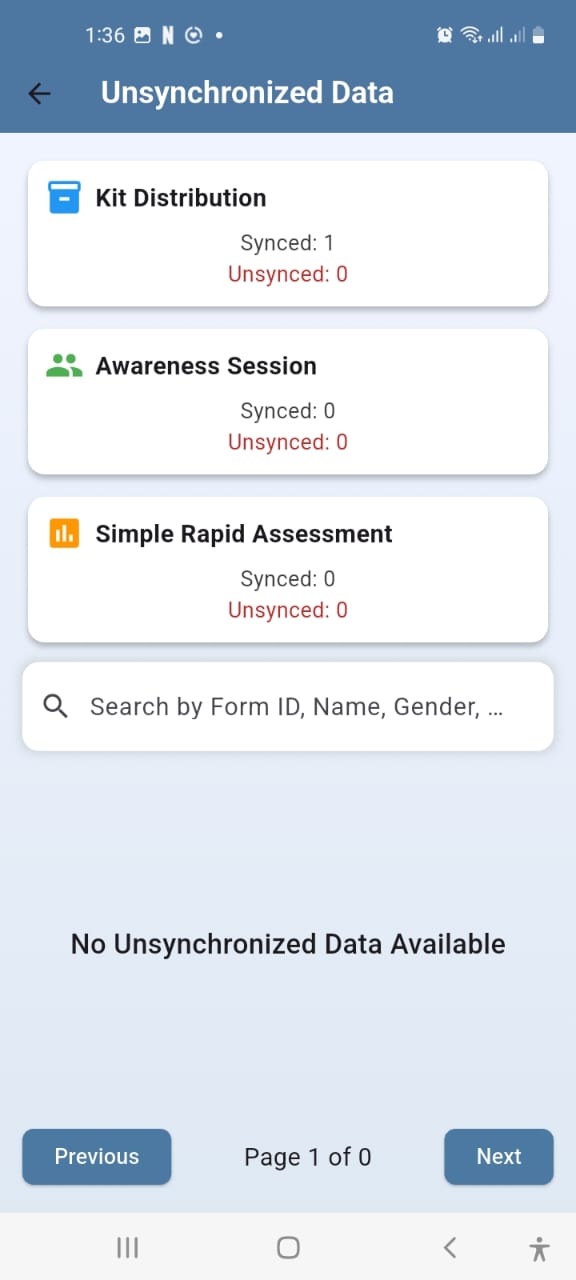 1:36
Unsynchronized Data
Kit Distribution
Synced: 1
Unsynced: 0
Awareness Session
Synced: 0
Unsynced: 0
Simple Rapid Assessment
Synced: 0
Unsynced: 0
Search by Form ID, Name, Gender, ...
No Unsynchronized Data Available
Previous
Page 1 of 0
Next